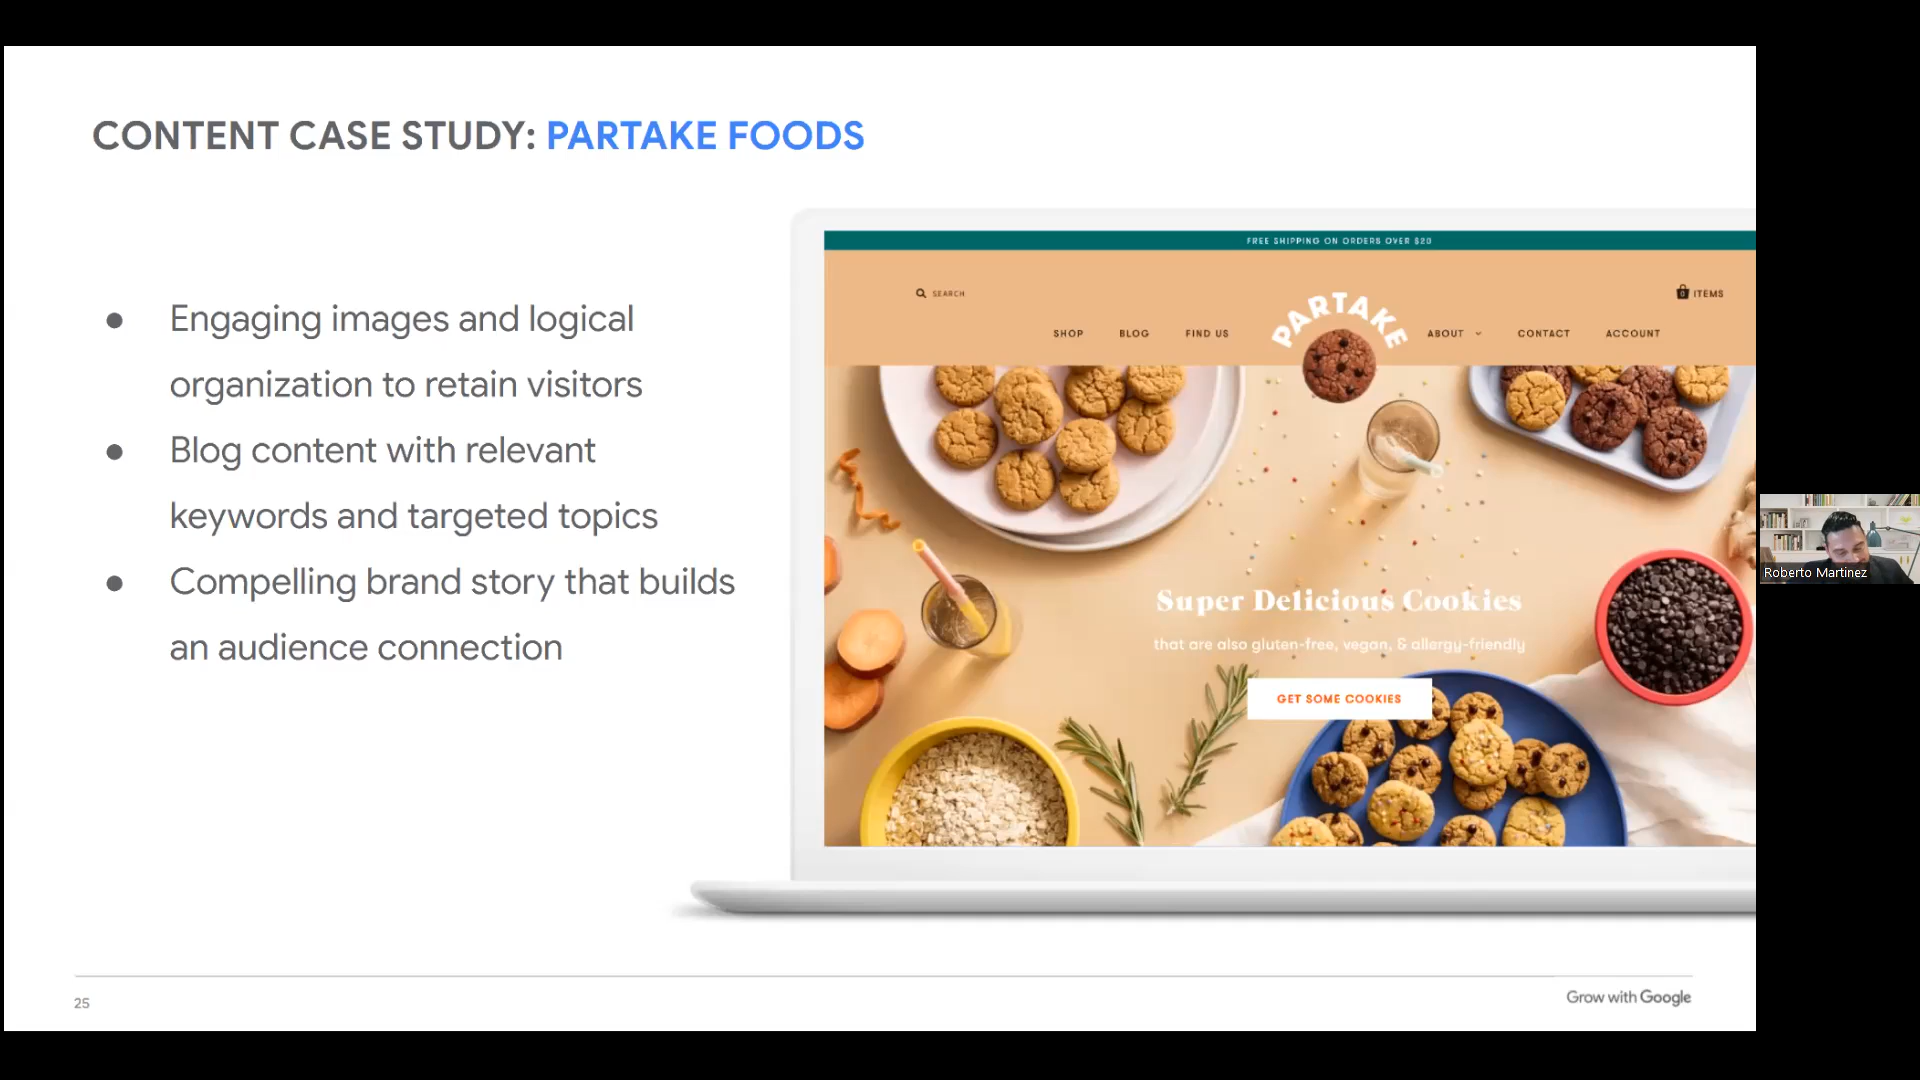 CONTENT CASE STUDY: PARTAKE FOODS
Engaging images and logical
organization to retain visitors
Blog content with relevant
keywords and targeted topics
Compelling brand story that builds
an audience connection
FREE SHIPPING ON ORDERS OVER $20
SEARCH
0 ITEMS
PARTAKE
SHOP BLOG FIND US ABOUT CONTACT ACCOUNT
Super Delicious Cookies
that are also gluten-free, vegan, & allergy-friendly
GET SOME COOKIES
Roberto Martinez
25
Grow with Google